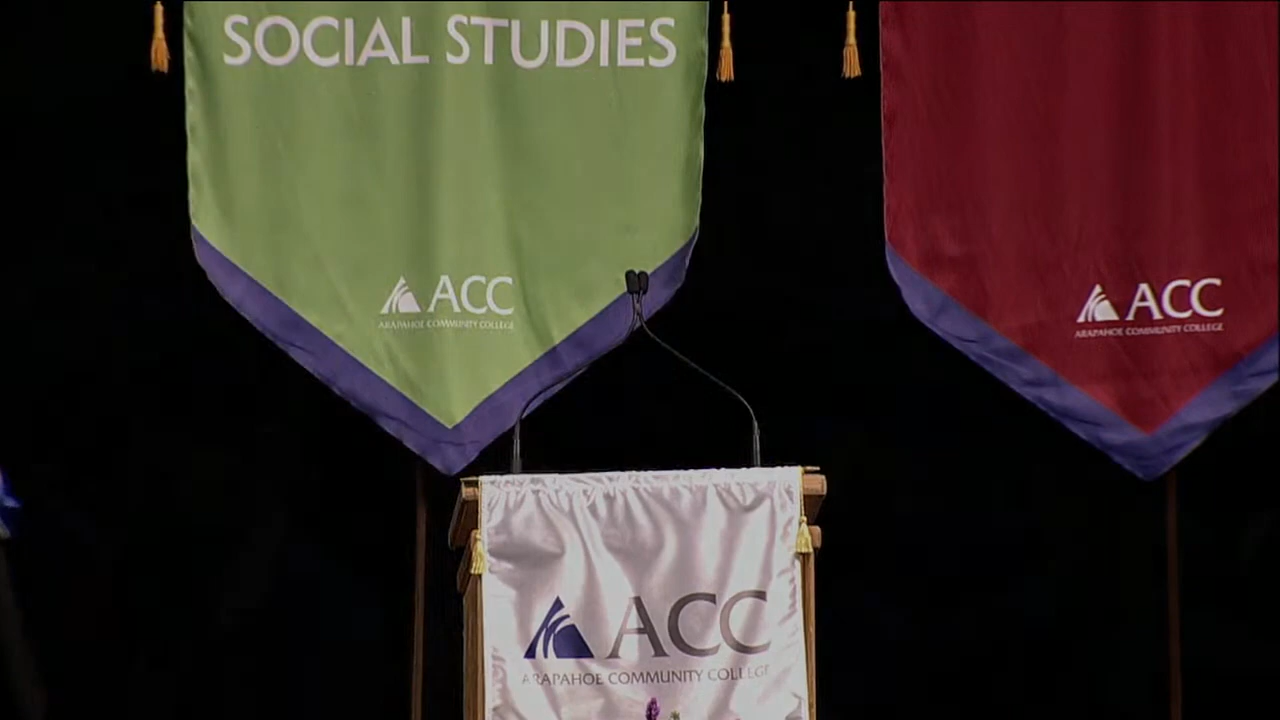 SOCIAL STUDIES
ACC
ARAPAHOE COMMUNITY COLLEGE
ACC
ARAPAHOE COMMUNITY COLLEGE
ACC
ARAPAHOE COMMUNITY COLLEGE